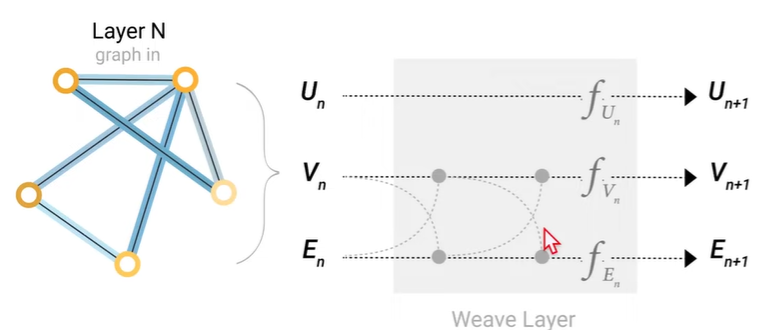 Layer N
graph in
U_n f_{U_n} U_{n+1}
V_n f_{V_n} V_{n+1}
E_n f_{E_n} E_{n+1}
Weave Layer